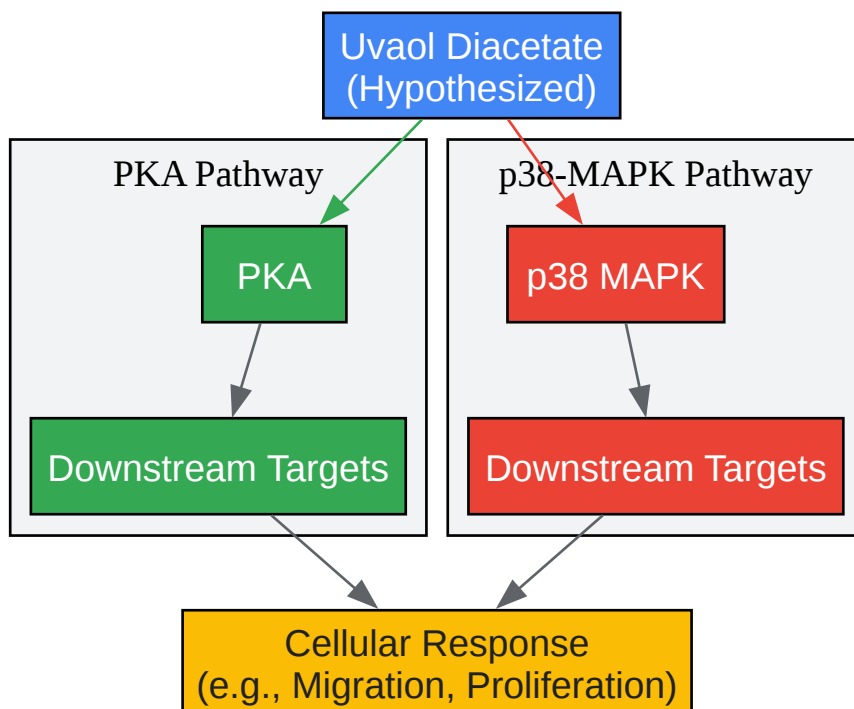 Uvaol Diacetate
(Hypothesized)
PKA Pathway
p38-MAPK Pathway
PKA
p38 MAPK
Downstream Targets
Downstream Targets
Cellular Response
(e.g., Migration, Proliferation)